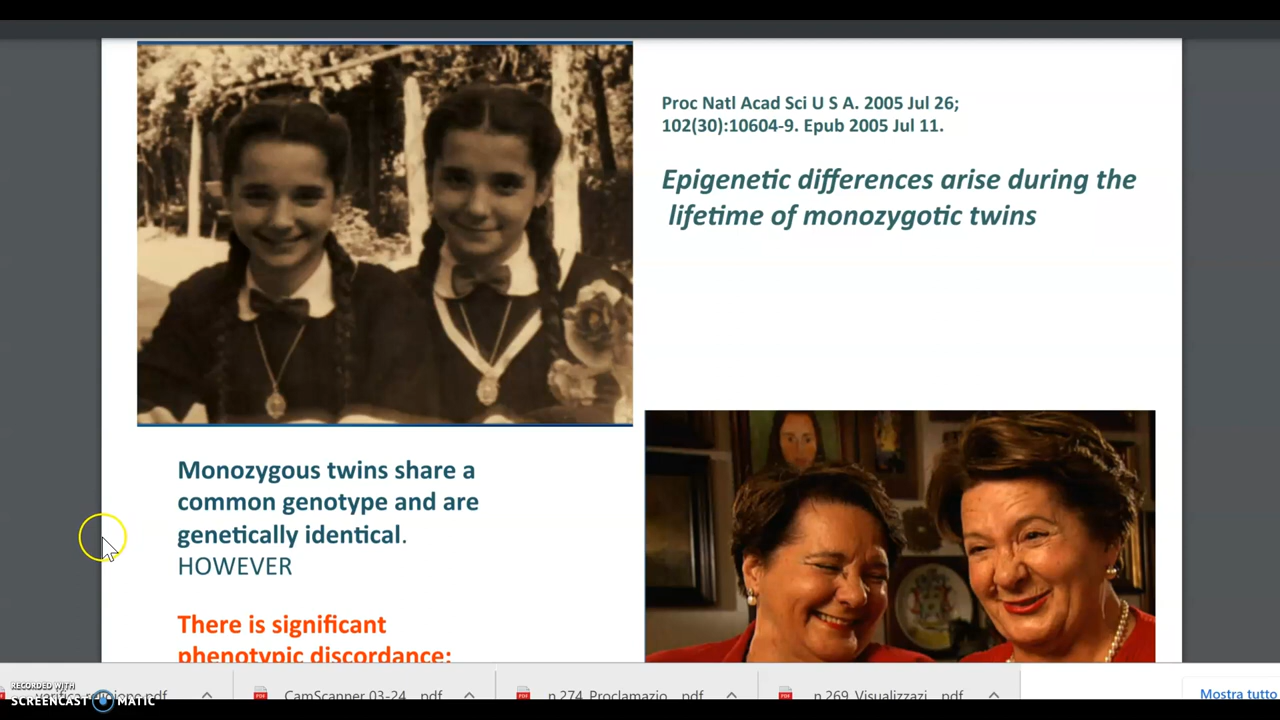 Proc Natl Acad Sci U S A. 2005 Jul 26;
102(30):10604-9. Epub 2005 Jul 11.
Epigenetic differences arise during the
lifetime of monozygotic twins
Monozygous twins share a
common genotype and are
genetically identical.
HOWEVER
There is significant
phenotypic discordance:
CamScanner 03-24....pdf
n.274_Proclamazio....pdf
n.269_Visualizzazi....pdf
Mostra tutto
RECORDED WITH
SCREENCAST MATIC